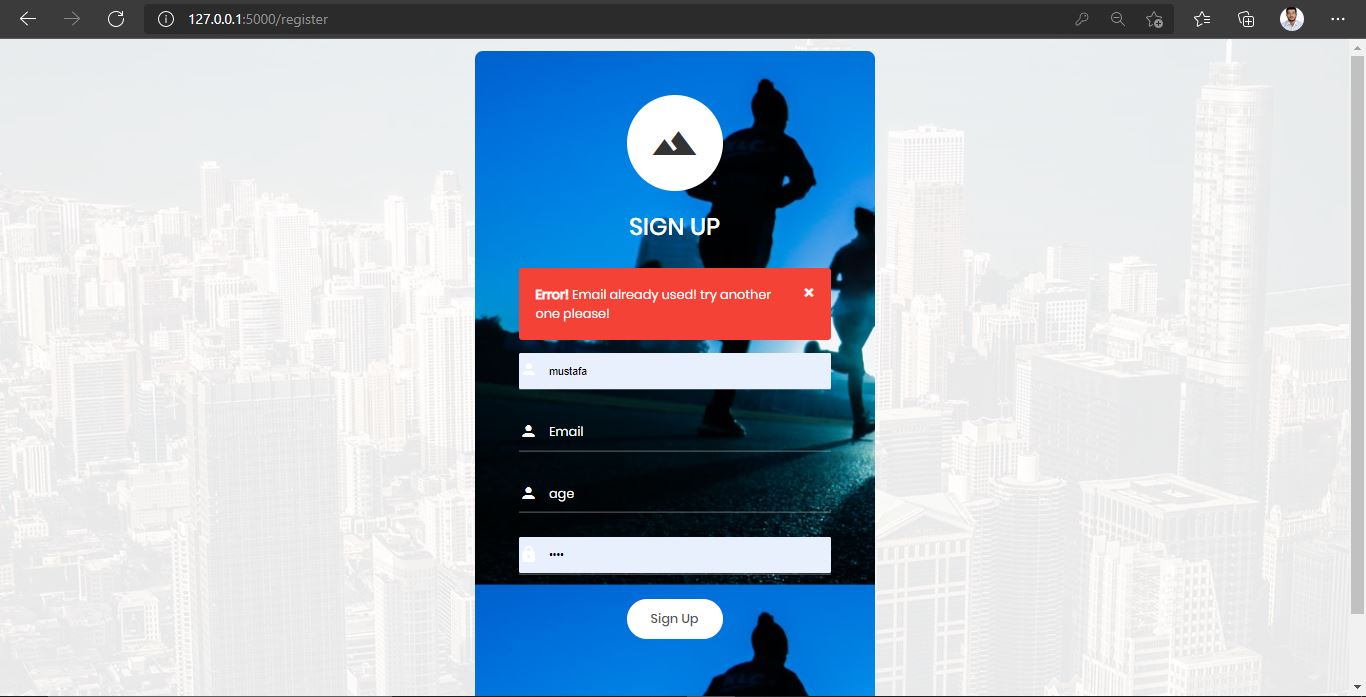 127.0.0.1:5000/register
SIGN UP
Error! Email already used! try another
one please!
mustafa
Email
age
••••
Sign Up